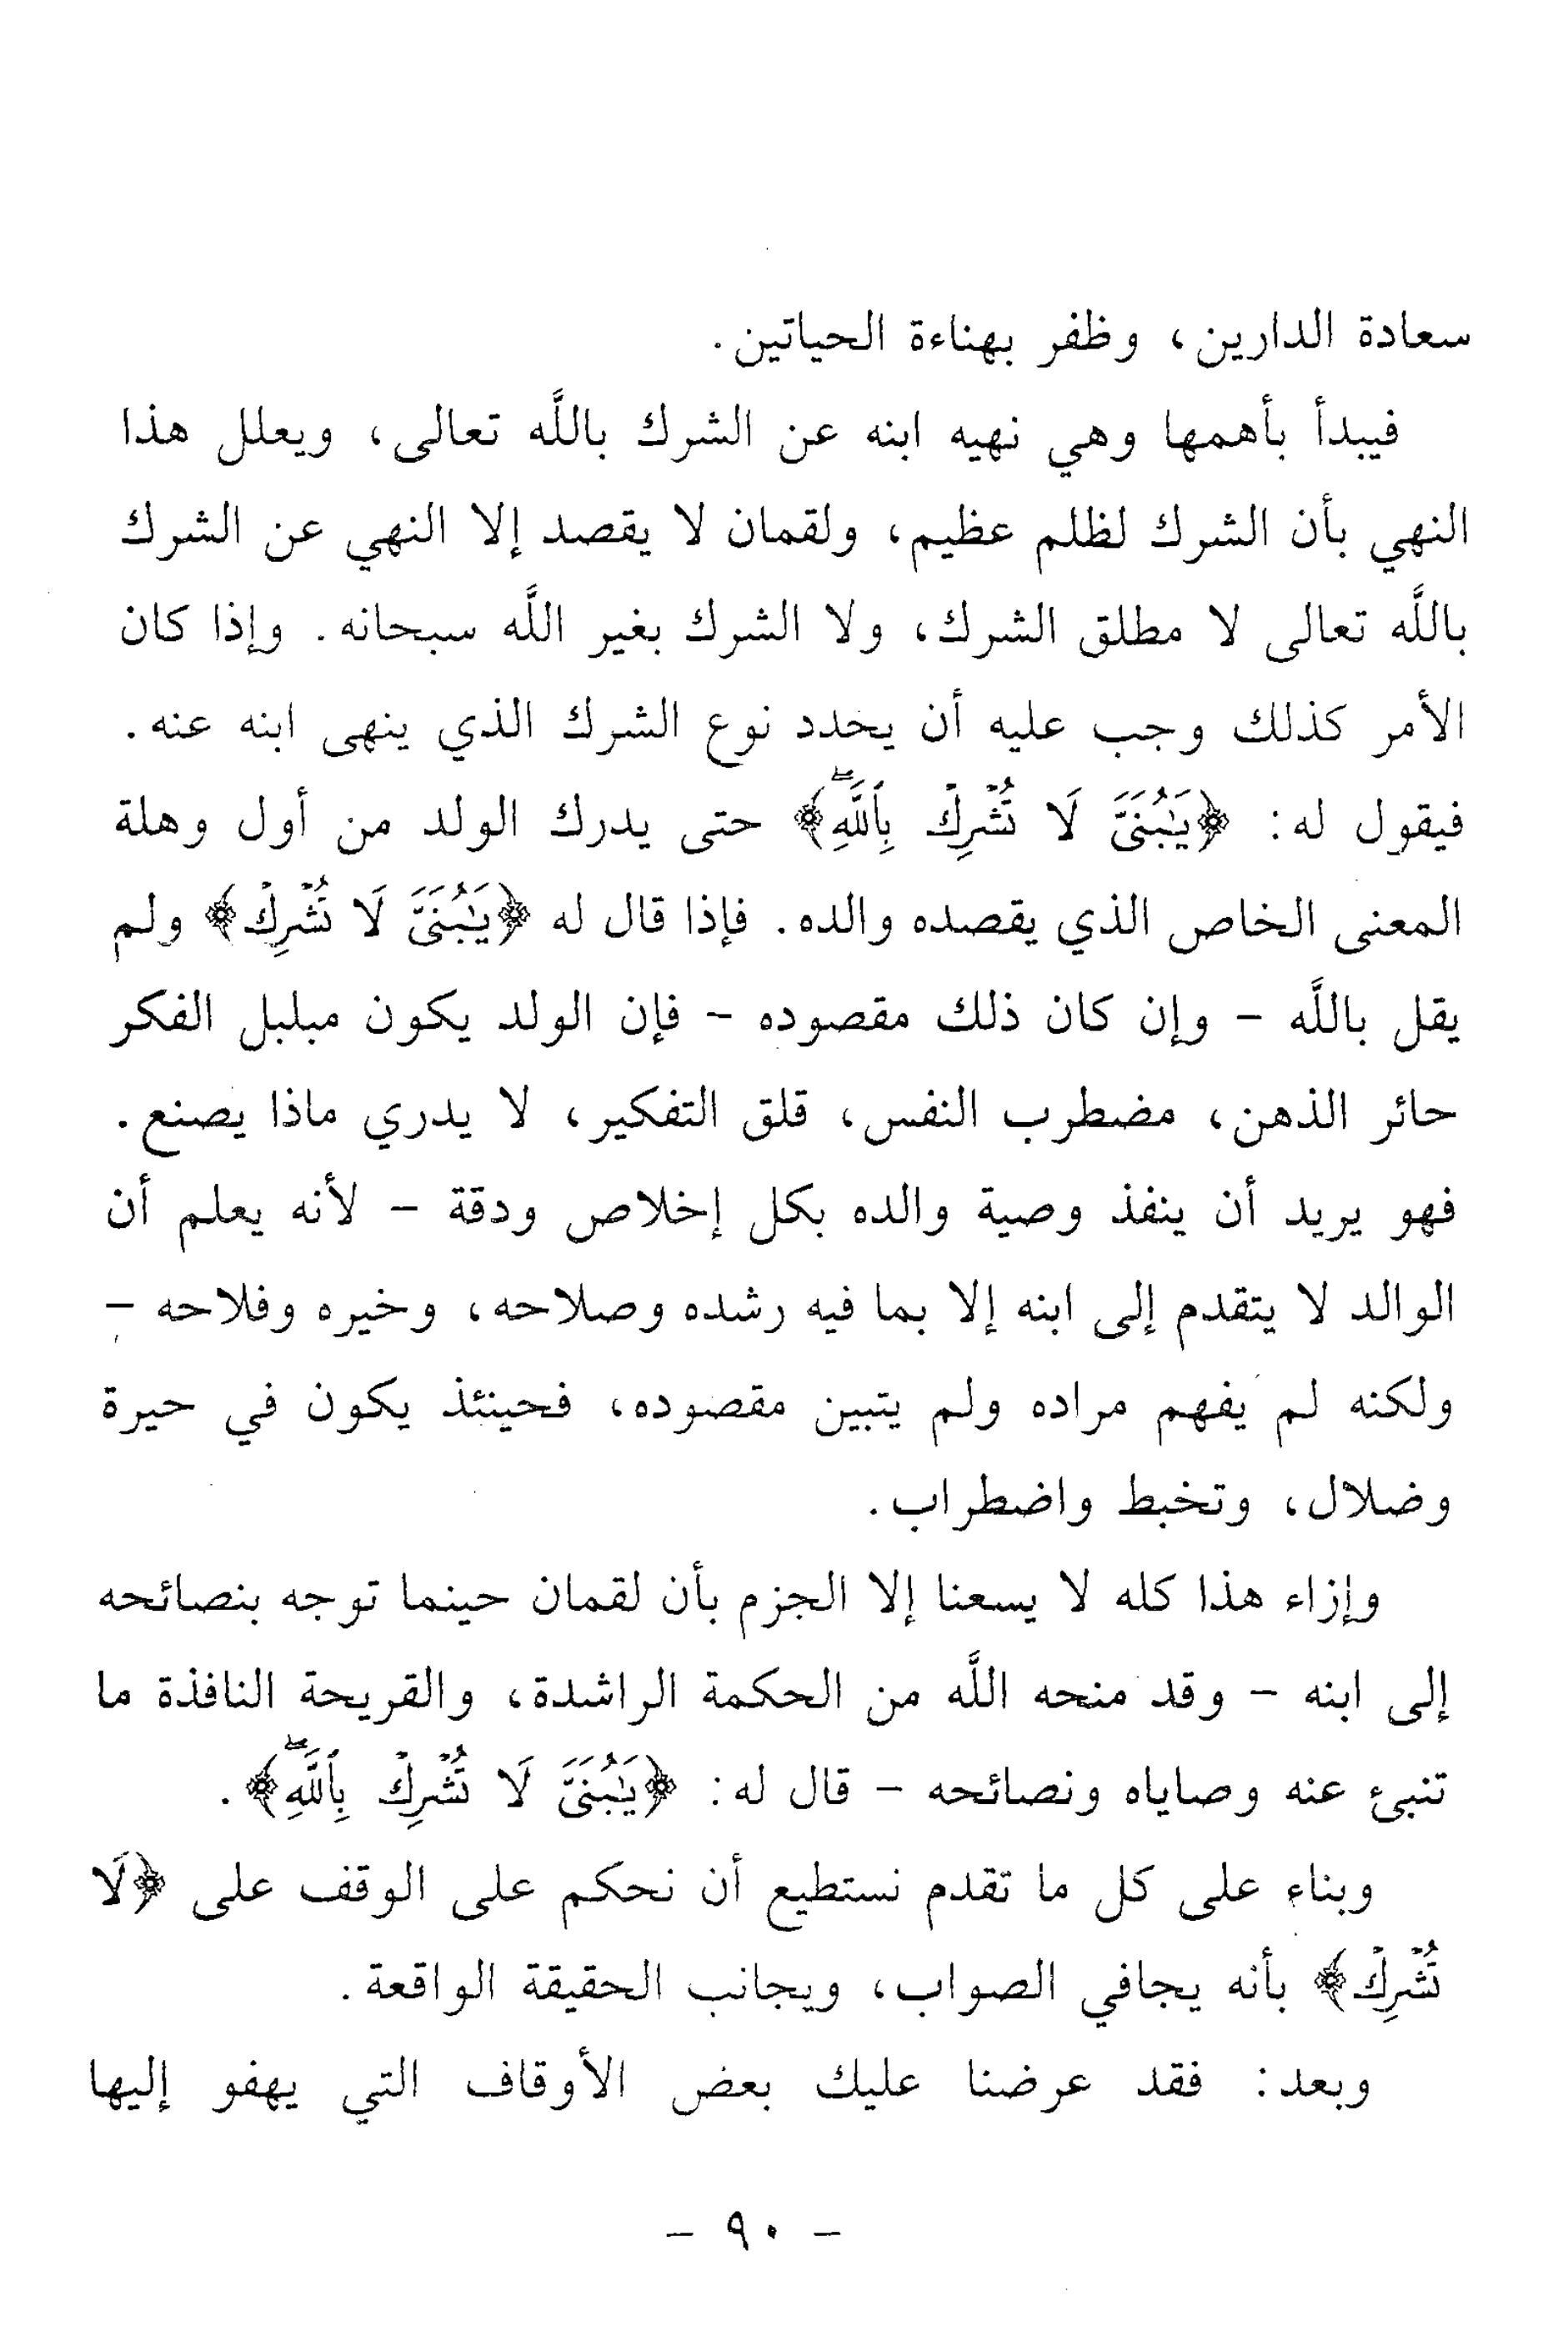 سعادة الدارين، وظفر بهناءة الحياتين.
فيبدأ بأهمها وهي نهيه ابنه عن الشرك باللَّه تعالى، ويعلل هذا
النهي بأن الشرك لظلم عظيم، ولقمان لا يقصد إلا النهي عن الشرك
باللَّه تعالى لا مطلق الشرك، ولا الشرك بغير اللَّه سبحانه. وإذا كان
الأمر كذلك وجب عليه أن يحدد نوع الشرك الذي ينهى ابنه عنه.
فيقول له: ﴿يَٰبُنَىَّ لَا تُشْرِكْ بِٱللَّهِۖ﴾ حتى يدرك الولد من أول وهلة
المعنى الخاص الذي يقصده والده. فإذا قال له ﴿يَٰبُنَىَّ لَا تُشْرِكْ﴾ ولم
يقل باللَّه - وإن كان ذلك مقصوده - فإن الولد يكون مبلبل الفكر
حائر الذهن، مضطرب النفس، قلق التفكير، لا يدري ماذا يصنع.
فهو يريد أن ينفذ وصية والده بكل إخلاص ودقة - لأنه يعلم أن
الوالد لا يتقدم إلى ابنه إلا بما فيه رشده وصلاحه، وخيره وفلاحه -
ولكنه لم يفهم مراده ولم يتبين مقصوده، فحينئذ يكون في حيرة
وضلال، وتخبط واضطراب.
وإزاء هذا كله لا يسعنا إلا الجزم بأن لقمان حينما توجه بنصائحه
إلى ابنه - وقد منحه اللَّه من الحكمة الراشدة، والقريحة النافذة ما
تنبئ عنه وصاياه ونصائحه - قال له: ﴿يَٰبُنَىَّ لَا تُشْرِكْ بِٱللَّهِۖ﴾.
وبناء على كل ما تقدم نستطيع أن نحكم على الوقف على ﴿لَا
تُشْرِكْ﴾ بأنه يجافي الصواب، ويجانب الحقيقة الواقعة.
وبعد: فقد عرضنا عليك بعض الأوقاف التي يهفو إليها
- ٩٠ -